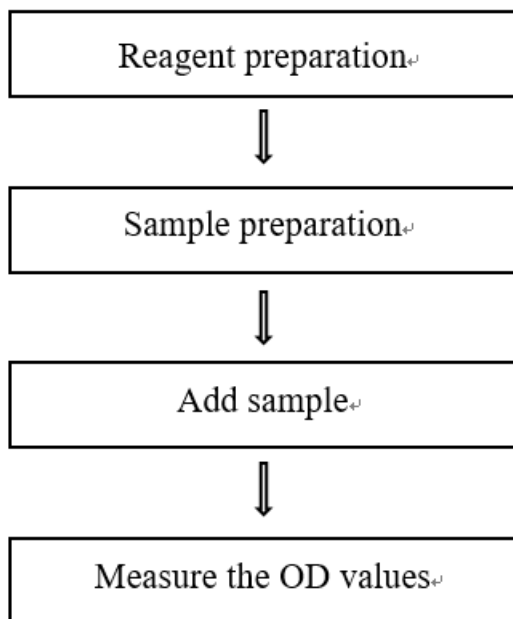 Reagent preparation↵
Sample preparation↵
Add sample↵
Measure the OD values↵